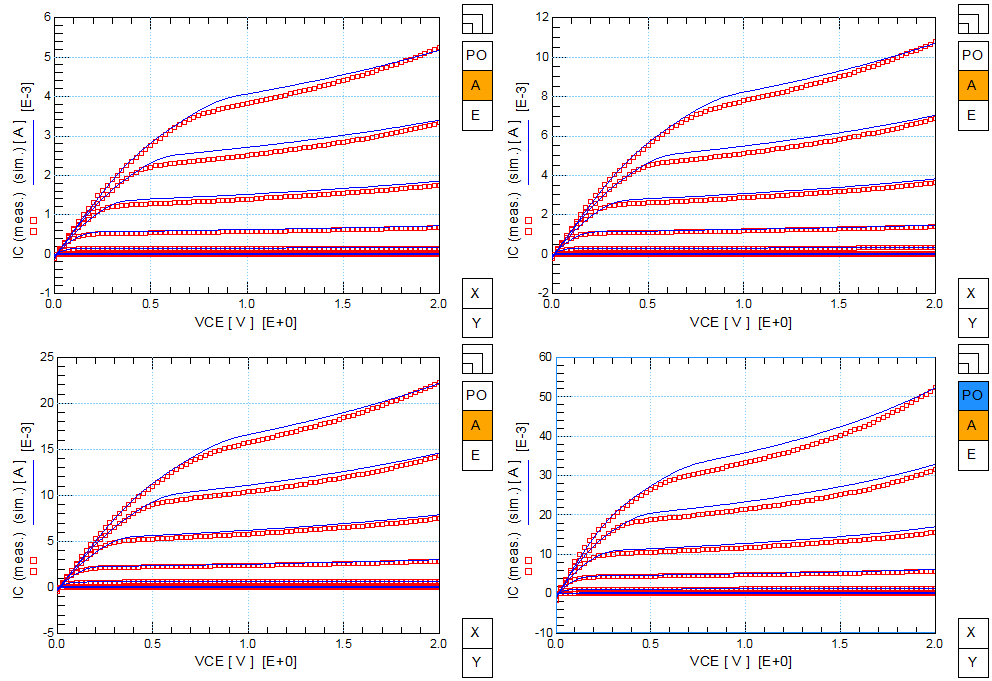 6
5
4
3
2
1
0
-1
0.0
0.5
1.0
1.5
2.0
IC (meas.) (sim.) [ A ] [E-3]
VCE [ V ] [E+0]
PO
A
E
X
Y
12
10
8
6
4
2
0
-2
0.0
0.5
1.0
1.5
2.0
IC (meas.) (sim.) [ A ] [E-3]
VCE [ V ] [E+0]
PO
A
E
X
Y
25
20
15
10
5
0
-5
0.0
0.5
1.0
1.5
2.0
IC (meas.) (sim.) [ A ] [E-3]
VCE [ V ] [E+0]
PO
A
E
X
Y
60
50
40
30
20
10
0
-10
0.0
0.5
1.0
1.5
2.0
IC (meas.) (sim.) [ A ] [E-3]
VCE [ V ] [E+0]
PO
A
E
X
Y